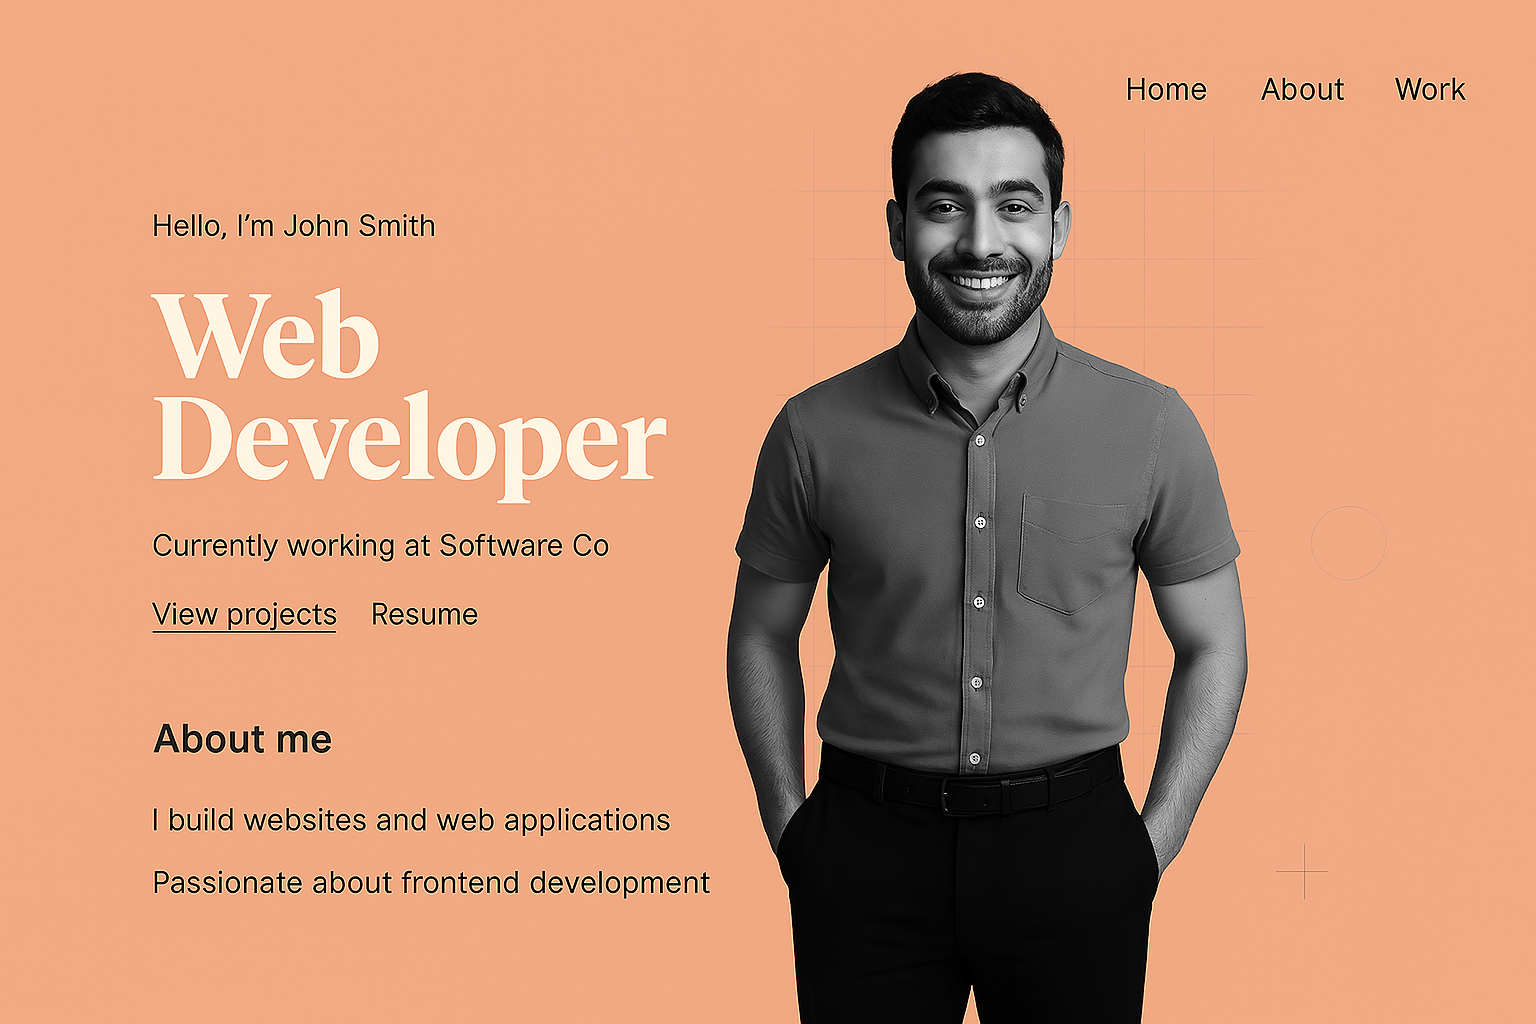 Home About Work
Hello, I’m John Smith
Web
Developer
Currently working at Software Co
View projects Resume
About me
I build websites and web applications
Passionate about frontend development